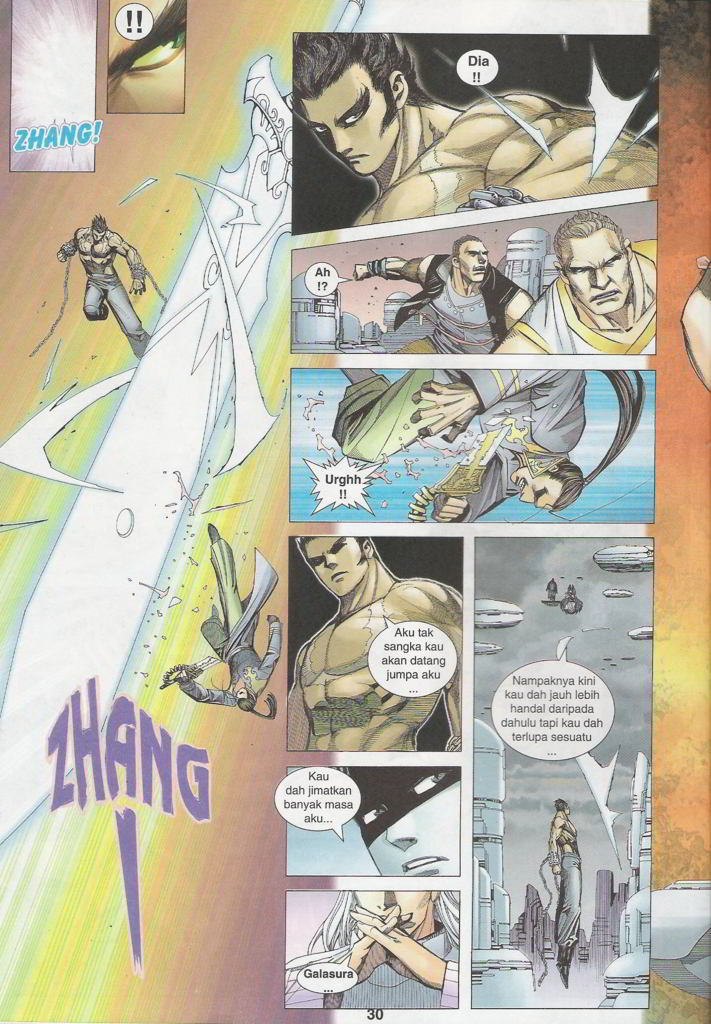 !!
ZHANG!
Dia
!!
Ah
!?
Urghh
!!
ZHANG!
Aku tak
sangka kau
akan datang
jumpa aku
...
Kau
dah jimatkan
banyak masa
aku...
Galasura
...
Nampaknya kini
kau dah jauh lebih
handal daripada
dahulu tapi kau dah
terlupa sesuatu
...
30